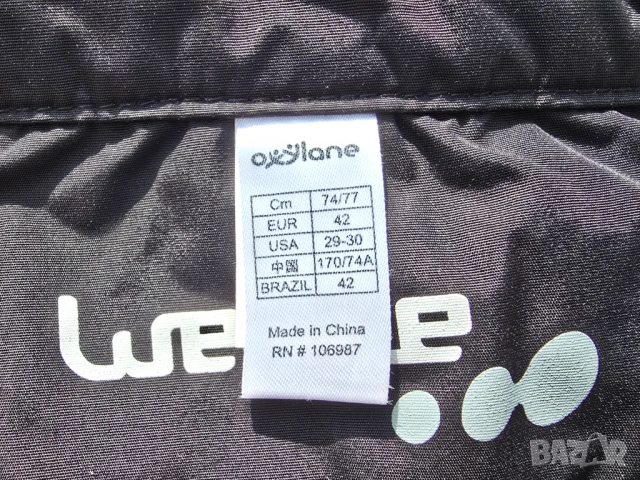 oxylane
Cm 74/77
EUR 42
USA 29-30
中國 170/74A
BRAZIL 42
Made in China
RN # 106987
BAZAR